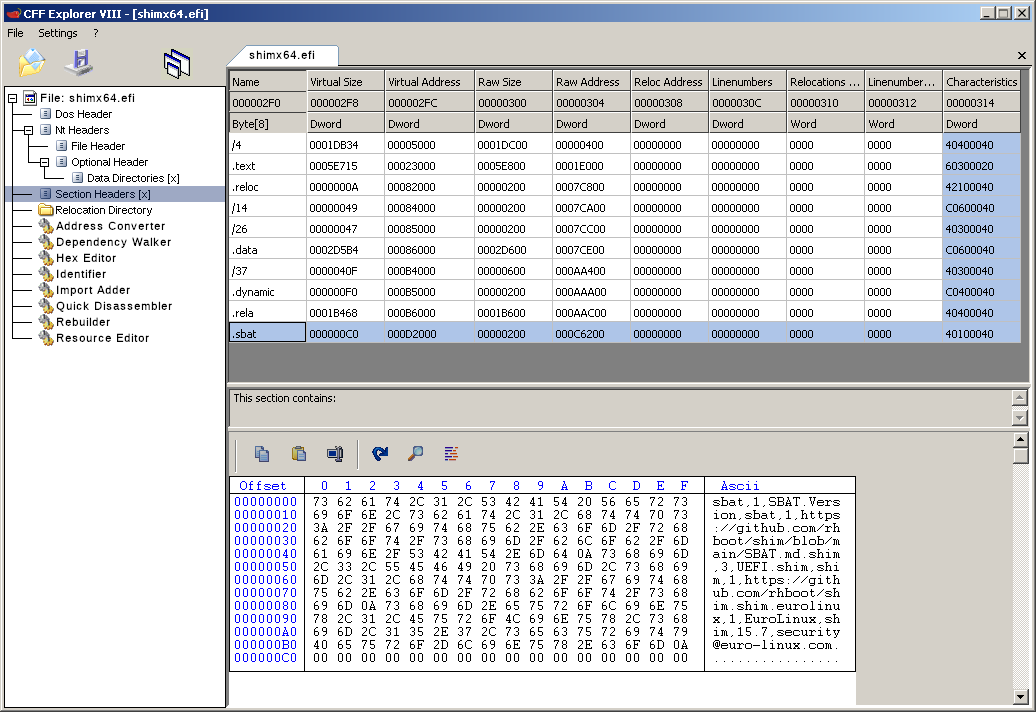 CFF Explorer VIII - [shimx64.efi]
File Settings ?
shimx64.efi
File: shimx64.efi
Dos Header
Nt Headers
File Header
Optional Header
Data Directories [x]
Section Headers [x]
Relocation Directory
Address Converter
Dependency Walker
Hex Editor
Identifier
Import Adder
Quick Disassembler
Rebuilder
Resource Editor
Name Virtual Size Virtual Address Raw Size Raw Address Reloc Address Linenumbers Relocations ... Linenumber... Characteristics
000002F0 000002F8 000002FC 00000300 00000304 00000308 0000030C 00000310 00000312 00000314
Byte[8] Dword Dword Dword Dword Dword Dword Word Word Dword
/4 0001DB34 00005000 0001DC00 00000400 00000000 00000000 0000 0000 40400040
.text 0005E715 00023000 0005E800 0001E000 00000000 00000000 0000 0000 60300020
.reloc 0000000A 00082000 00000200 0007C800 00000000 00000000 0000 0000 42100040
/14 00000049 00084000 00000200 0007CA00 00000000 00000000 0000 0000 C0600040
/26 00000047 00085000 00000200 0007CC00 00000000 00000000 0000 0000 40300040
.data 0002D5B4 00086000 0002D600 0007CE00 00000000 00000000 0000 0000 C0600040
/37 0000040F 000B4000 00000600 000AA400 00000000 00000000 0000 0000 40300040
.dynamic 000000F0 000B5000 00000200 000AAA00 00000000 00000000 0000 0000 C0400040
.rela 0001B468 000B6000 0001B600 000AAC00 00000000 00000000 0000 0000 40400040
.sbat 000000C0 000D2000 00000200 000C6200 00000000 00000000 0000 0000 40100040
This section contains:
Offset 0 1 2 3 4 5 6 7 8 9 A B C D E F Ascii
00000000 73 62 61 74 2C 31 2C 53 42 41 54 20 56 65 72 73 sbat,1,SBAT.Vers
00000010 69 6F 6E 2C 73 62 61 74 2C 31 2C 68 74 74 70 73 ion,sbat,1,https
00000020 3A 2F 2F 67 69 74 68 75 62 2E 63 6F 6D 2F 72 68 ://github.com/rh
00000030 62 6F 6F 74 2F 73 68 69 6D 2F 62 6C 6F 62 2F 6D boot/shim/blob/m
00000040 61 69 6E 2F 53 42 41 54 2E 6D 64 0A 73 68 69 6D ain/SBAT.md.shim
00000050 2C 33 2C 55 45 46 49 20 73 68 69 6D 2C 73 68 69 ,3,UEFI.shim,shi
00000060 6D 2C 31 2C 68 74 74 70 73 3A 2F 2F 67 69 74 68 m,1,https://gith
00000070 75 62 2E 63 6F 6D 2F 72 68 62 6F 6F 74 2F 73 68 ub.com/rhboot/sh
00000080 69 6D 0A 73 68 69 6D 2E 65 75 72 6F 6C 69 6E 75 im.shim.eurolinu
00000090 78 2C 31 2C 45 75 72 6F 4C 69 6E 75 78 2C 73 68 x,1,EuroLinux,sh
000000A0 69 6D 2C 31 35 2E 37 2C 73 65 63 75 72 69 74 79 im,15.7,security
000000B0 40 65 75 72 6F 2D 6C 69 6E 75 78 2E 63 6F 6D 0A @euro-linux.com.
000000C0 00 00 00 00 00 00 00 00 00 00 00 00 00 00 00 00 ................